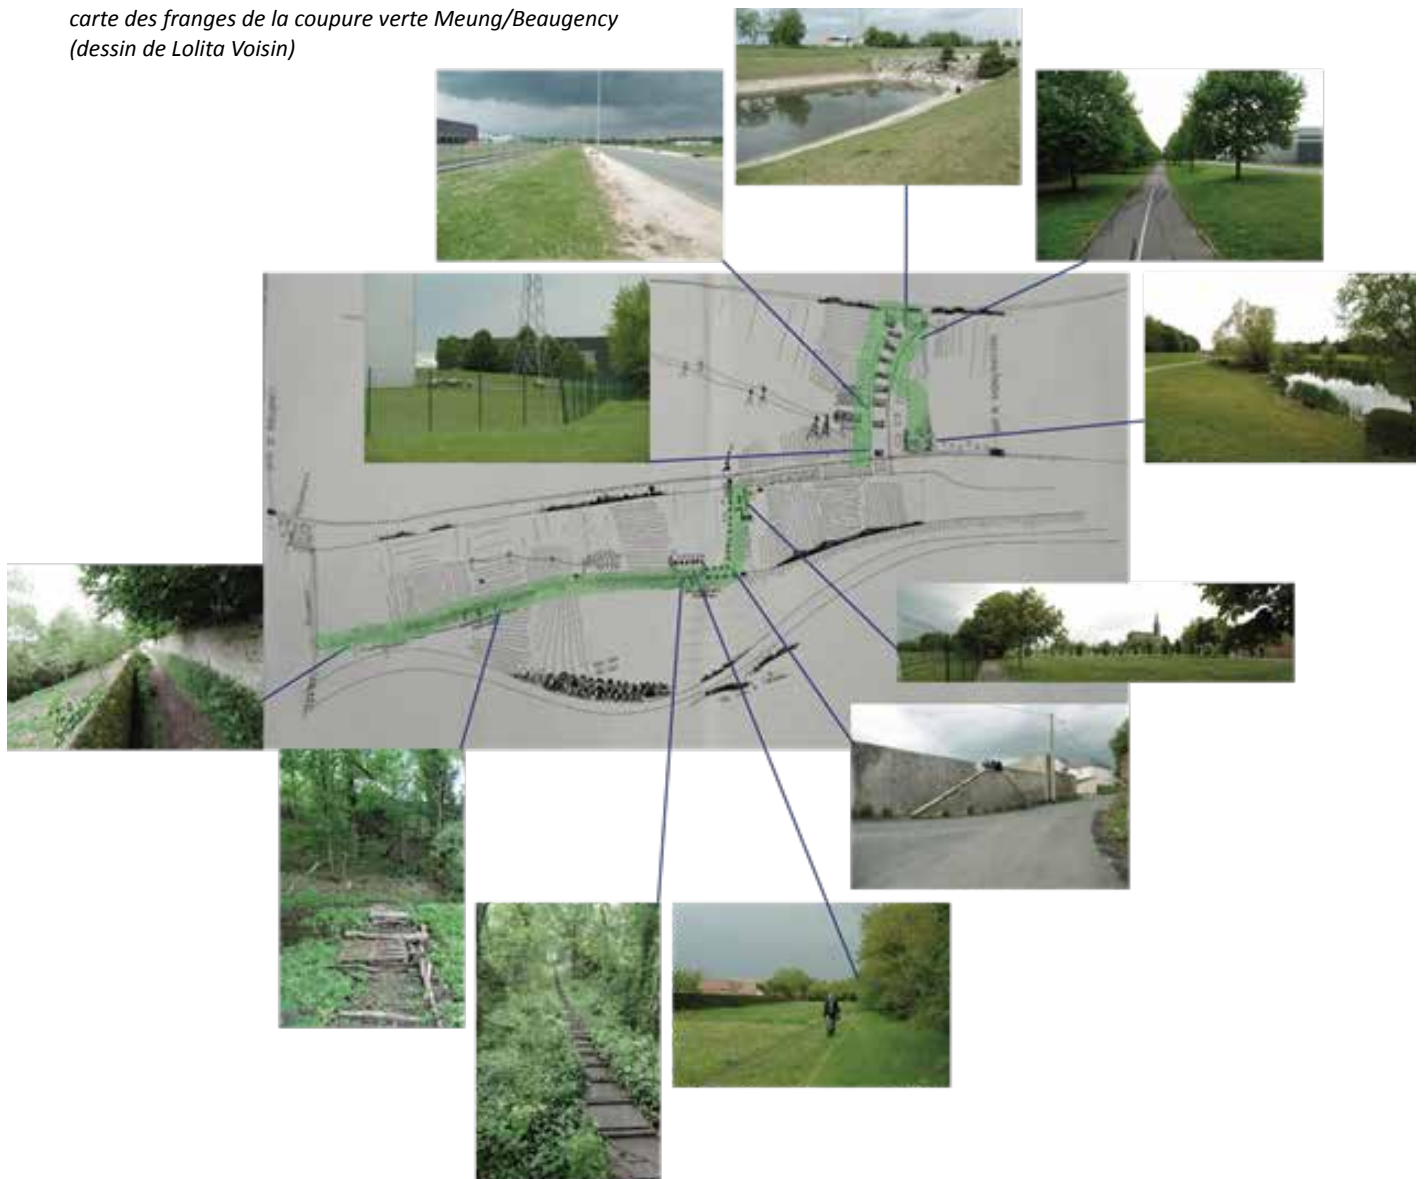 carte des franges de la coupure verte Meung/Beaugency
(dessin de Lolita Voisin)